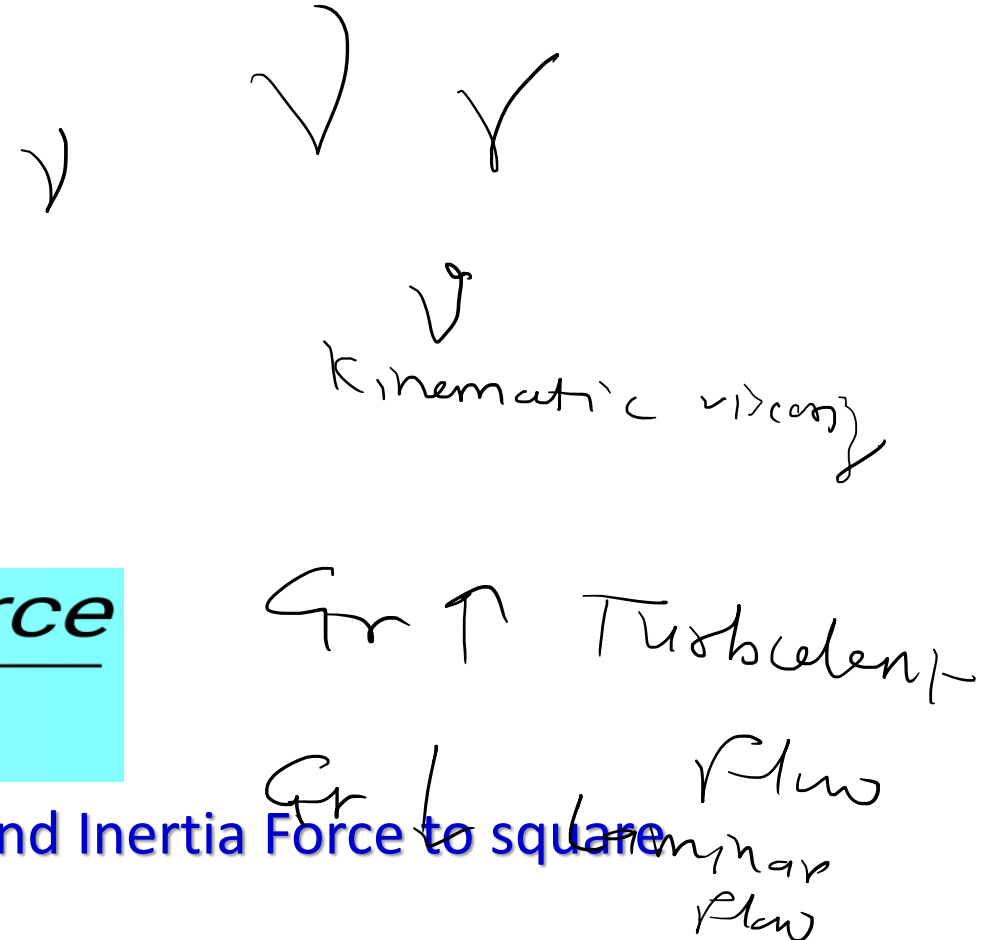 ν ν γ
ν
ν
Kinematic viscosity
rce
Gr ↑ Turbulent
Flow
Gr ↓ Laminar
Flow
nd Inertia Force to square